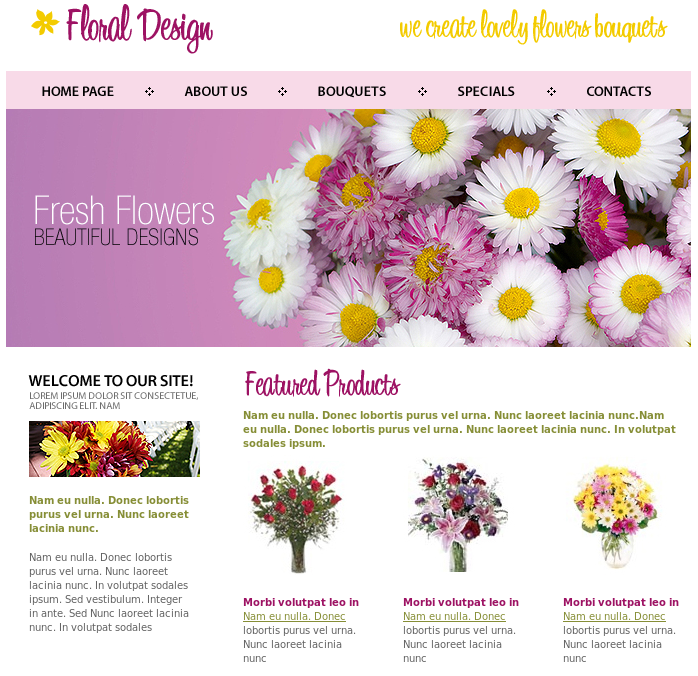 Floral Design
we create lovely flowers bouquets
HOME PAGE
ABOUT US
BOUQUETS
SPECIALS
CONTACTS
Fresh Flowers
BEAUTIFUL DESIGNS
WELCOME TO OUR SITE!
LOREM IPSUM DOLOR SIT CONSECTETUE,
ADIPISCING ELIT. NAM
Nam eu nulla. Donec lobortis
purus vel urna. Nunc laoreet
lacinia nunc.
Nam eu nulla. Donec lobortis
purus vel urna. Nunc laoreet
lacinia nunc. In volutpat sodales
ipsum. Sed vestibulum. Integer
in ante. Sed Nunc laoreet lacinia
nunc. In volutpat sodales
Featured Products
Nam eu nulla. Donec lobortis purus vel urna. Nunc laoreet lacinia nunc.Nam
eu nulla. Donec lobortis purus vel urna. Nunc laoreet lacinia nunc. In volutpat
sodales ipsum.
Morbi volutpat leo in
Nam eu nulla. Donec
lobortis purus vel urna.
Nunc laoreet lacinia
nunc
Morbi volutpat leo in
Nam eu nulla. Donec
lobortis purus vel urna.
Nunc laoreet lacinia
nunc
Morbi volutpat leo in
Nam eu nulla. Donec
lobortis purus vel urna.
Nunc laoreet lacinia
nunc